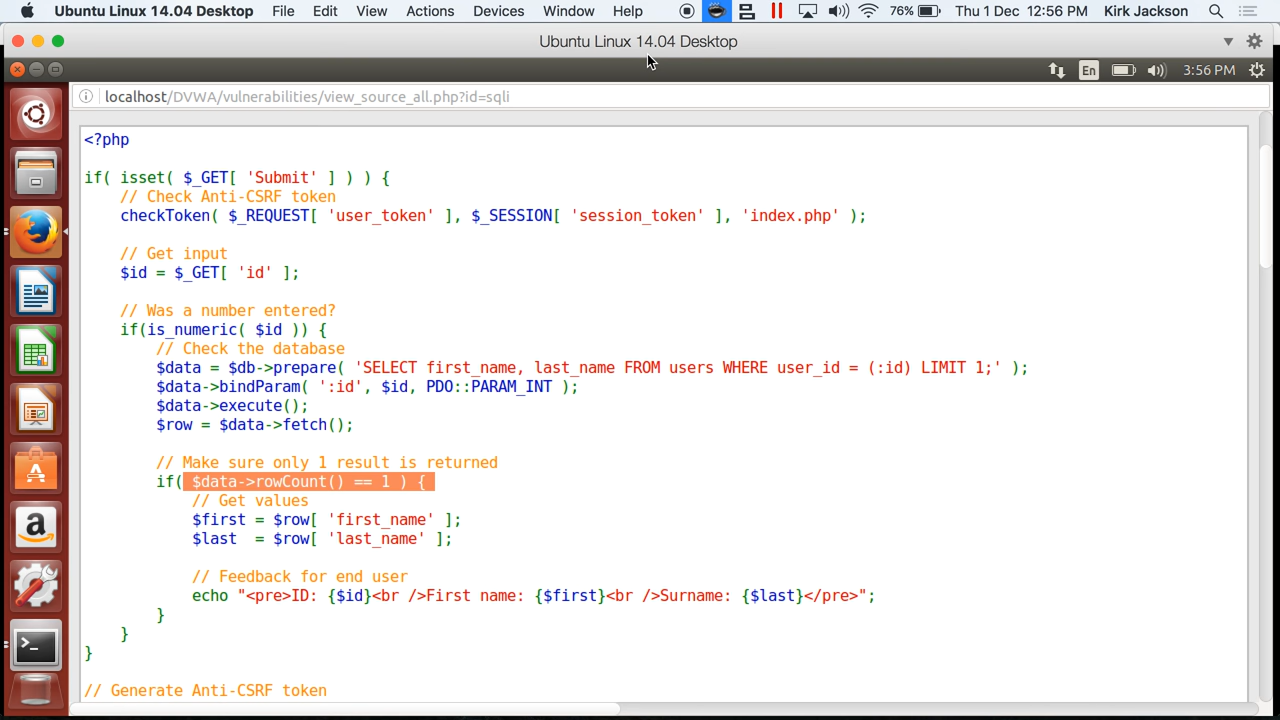 Ubuntu Linux 14.04 Desktop File Edit View Actions Devices Window Help 76% Thu 1 Dec 12:56 PM Kirk Jackson
Ubuntu Linux 14.04 Desktop
En 3:56 PM
localhost/DVWA/vulnerabilities/view_source_all.php?id=sqli
<?php
if( isset( $_GET[ 'Submit' ] ) ) {
// Check Anti-CSRF token
checkToken( $_REQUEST[ 'user_token' ], $_SESSION[ 'session_token' ], 'index.php' );
// Get input
$id = $_GET[ 'id' ];
// Was a number entered?
if(is_numeric( $id )) {
// Check the database
$data = $db->prepare( 'SELECT first_name, last_name FROM users WHERE user_id = (:id) LIMIT 1;' );
$data->bindParam( ':id', $id, PDO::PARAM_INT );
$data->execute();
$row = $data->fetch();
// Make sure only 1 result is returned
if( $data->rowCount() == 1 ) {
// Get values
$first = $row[ 'first_name' ];
$last  = $row[ 'last_name' ];
// Feedback for end user
echo "<pre>ID: {$id}<br />First name: {$first}<br />Surname: {$last}</pre>";
}
}
}
// Generate Anti-CSRF token